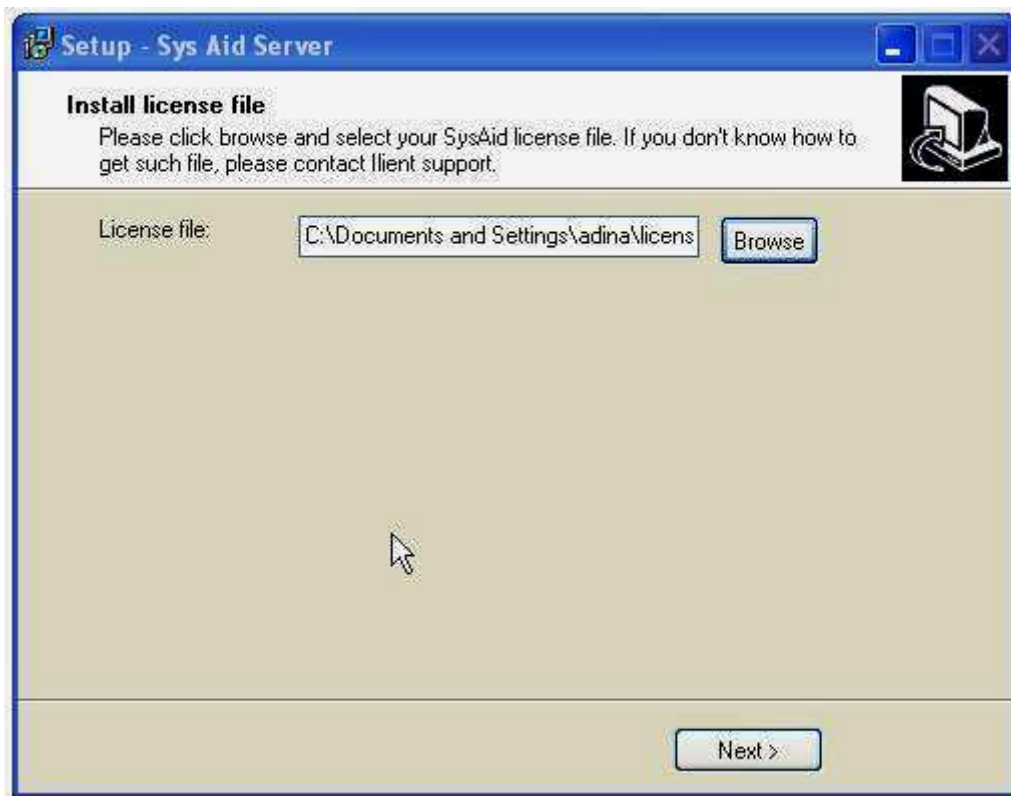 Setup - Sys Aid Server
Install license file
Please click browse and select your SysAid license file. If you don't know how to
get such file, please contact Ilient support.
License file: C:\Documents and Settings\adina\licens Browse
Next >